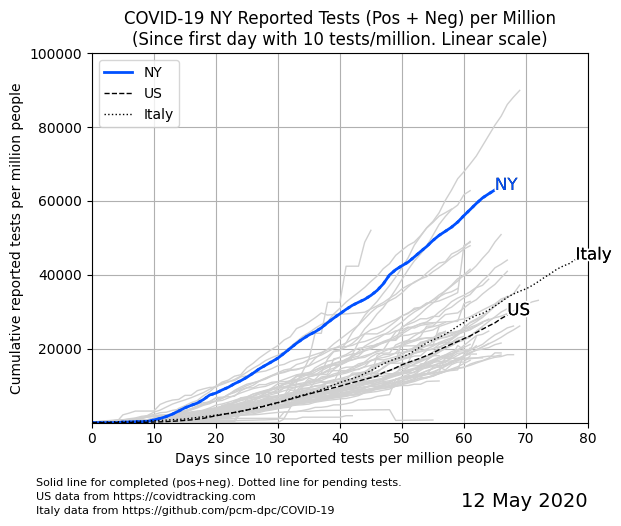 COVID-19 NY Reported Tests (Pos + Neg) per Million
(Since first day with 10 tests/million. Linear scale)
Cumulative reported tests per million people
100000
80000
60000
40000
20000
NY
US
Italy
NY
Italy
US
0 10 20 30 40 50 60 70 80
Days since 10 reported tests per million people
Solid line for completed (pos+neg). Dotted line for pending tests.
US data from https://covidtracking.com
Italy data from https://github.com/pcm-dpc/COVID-19
12 May 2020